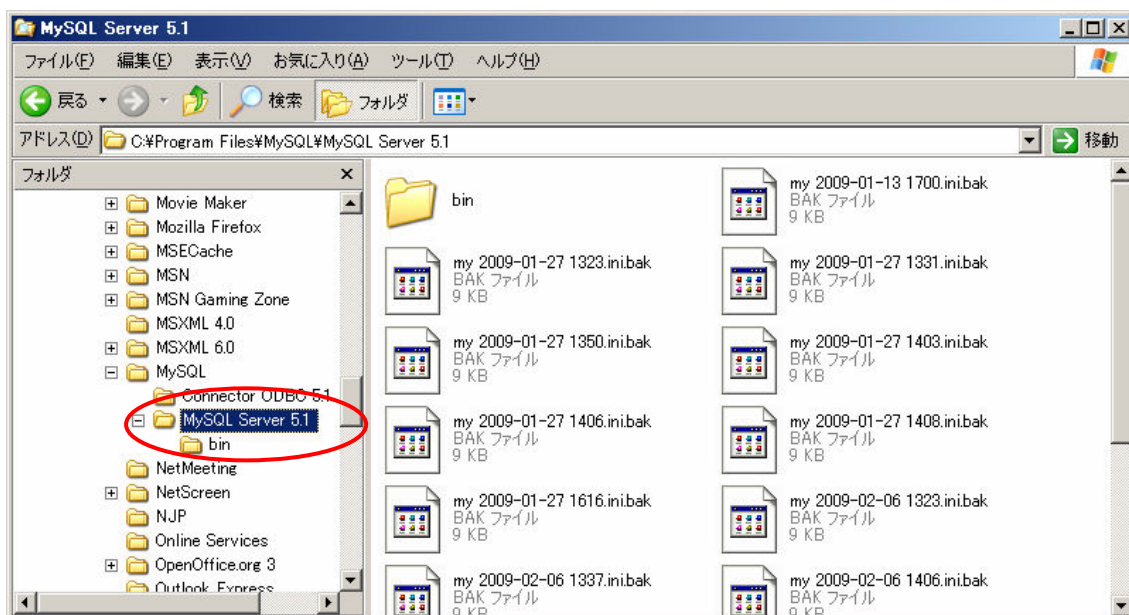 MySQL Server 5.1
ファイル(F) 編集(E) 表示(V) お気に入り(A) ツール(T) ヘルプ(H)
戻る 検索 フォルダ
アドレス(D) C:¥Program Files¥MySQL¥MySQL Server 5.1 移動
フォルダ
Movie Maker
Mozilla Firefox
MSECache
MSN
MSN Gaming Zone
MSXML 4.0
MSXML 6.0
MySQL
Connector ODBC 5.1
MySQL Server 5.1
bin
NetMeeting
NetScreen
NJP
Online Services
OpenOffice.org 3
Outlook Express
bin
my 2009-01-13 1700.ini.bak
BAK ファイル
9 KB
my 2009-01-27 1323.ini.bak
BAK ファイル
9 KB
my 2009-01-27 1331.ini.bak
BAK ファイル
9 KB
my 2009-01-27 1350.ini.bak
BAK ファイル
9 KB
my 2009-01-27 1403.ini.bak
BAK ファイル
9 KB
my 2009-01-27 1406.ini.bak
BAK ファイル
9 KB
my 2009-01-27 1408.ini.bak
BAK ファイル
9 KB
my 2009-01-27 1616.ini.bak
BAK ファイル
9 KB
my 2009-02-06 1323.ini.bak
BAK ファイル
9 KB
my 2009-02-06 1337.ini.bak
BAK ファイル
9 KB
my 2009-02-06 1406.ini.bak
BAK ファイル
9 KB